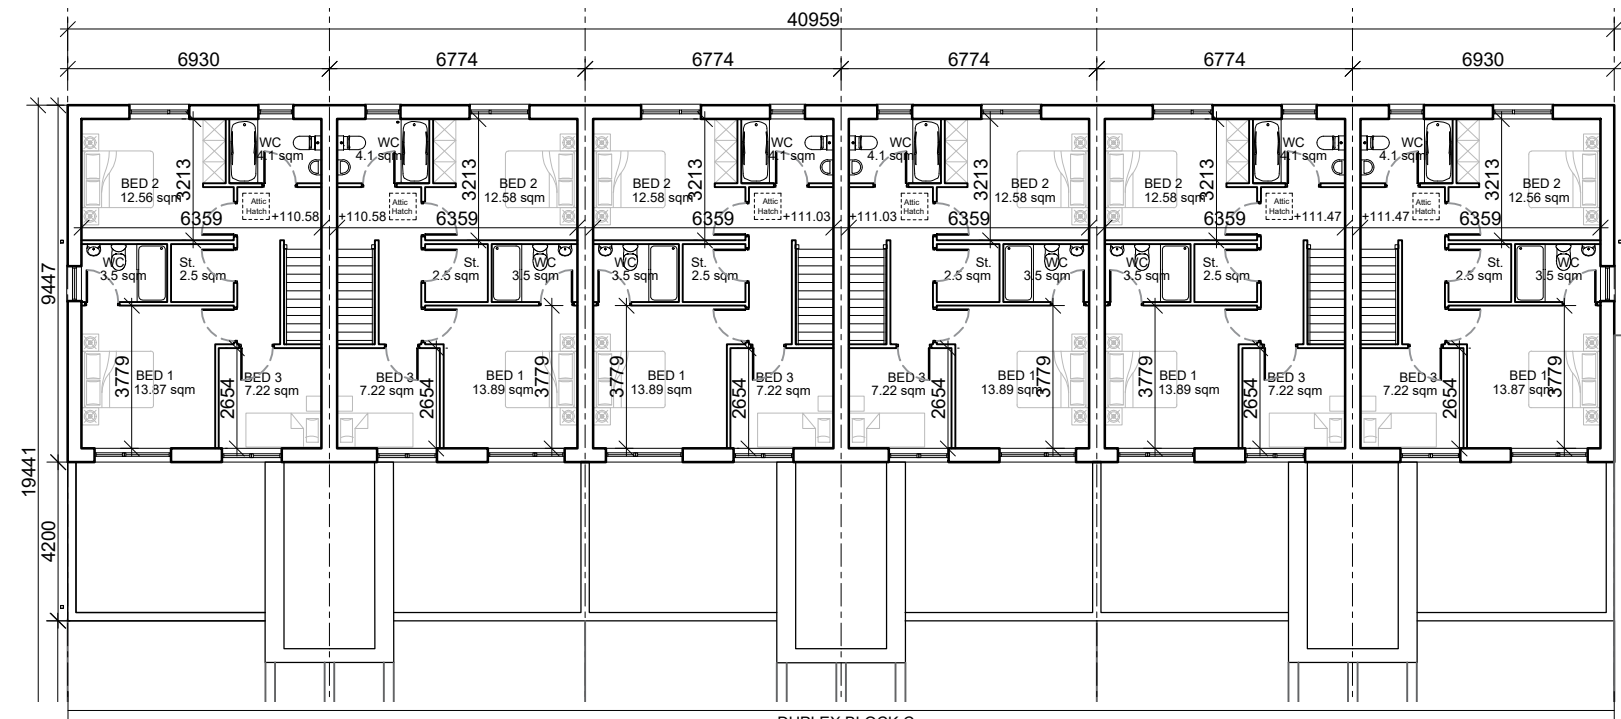 40959
6930 6774 6774 6774 6774 6930
WC 4.1 sqm
WC 4.1 sqm
WC 4.1 sqm
WC 4.1 sqm
WC 4.1 sqm
WC 4.1 sqm
3213 3213 3213 3213 3213 3213
BED 2 12.56 sqm
BED 2 12.58 sqm
BED 2 12.58 sqm
BED 2 12.58 sqm
BED 2 12.58 sqm
BED 2 12.56 sqm
Attic Hatch
Attic Hatch
Attic Hatch
Attic Hatch
Attic Hatch
Attic Hatch
+110.58 +110.58 +111.03 +111.03 +111.47 +111.47
6359 6359 6359 6359 6359 6359
WC 3.5 sqm
St. 2.5 sqm
St. 2.5 sqm
WC 3.5 sqm
WC 3.5 sqm
St. 2.5 sqm
St. 2.5 sqm
WC 3.5 sqm
WC 3.5 sqm
St. 2.5 sqm
St. 2.5 sqm
WC 3.5 sqm
9447
3779 3779 3779 3779 3779 3779
2654 2654 2654 2654 2654 2654
BED 1 13.87 sqm
BED 3 7.22 sqm
BED 3 7.22 sqm
BED 1 13.89 sqm
BED 1 13.89 sqm
BED 3 7.22 sqm
BED 3 7.22 sqm
BED 1 13.89 sqm
BED 1 13.89 sqm
BED 3 7.22 sqm
BED 3 7.22 sqm
BED 1 13.87 sqm
19441
4200
DUPLEX BLOCK